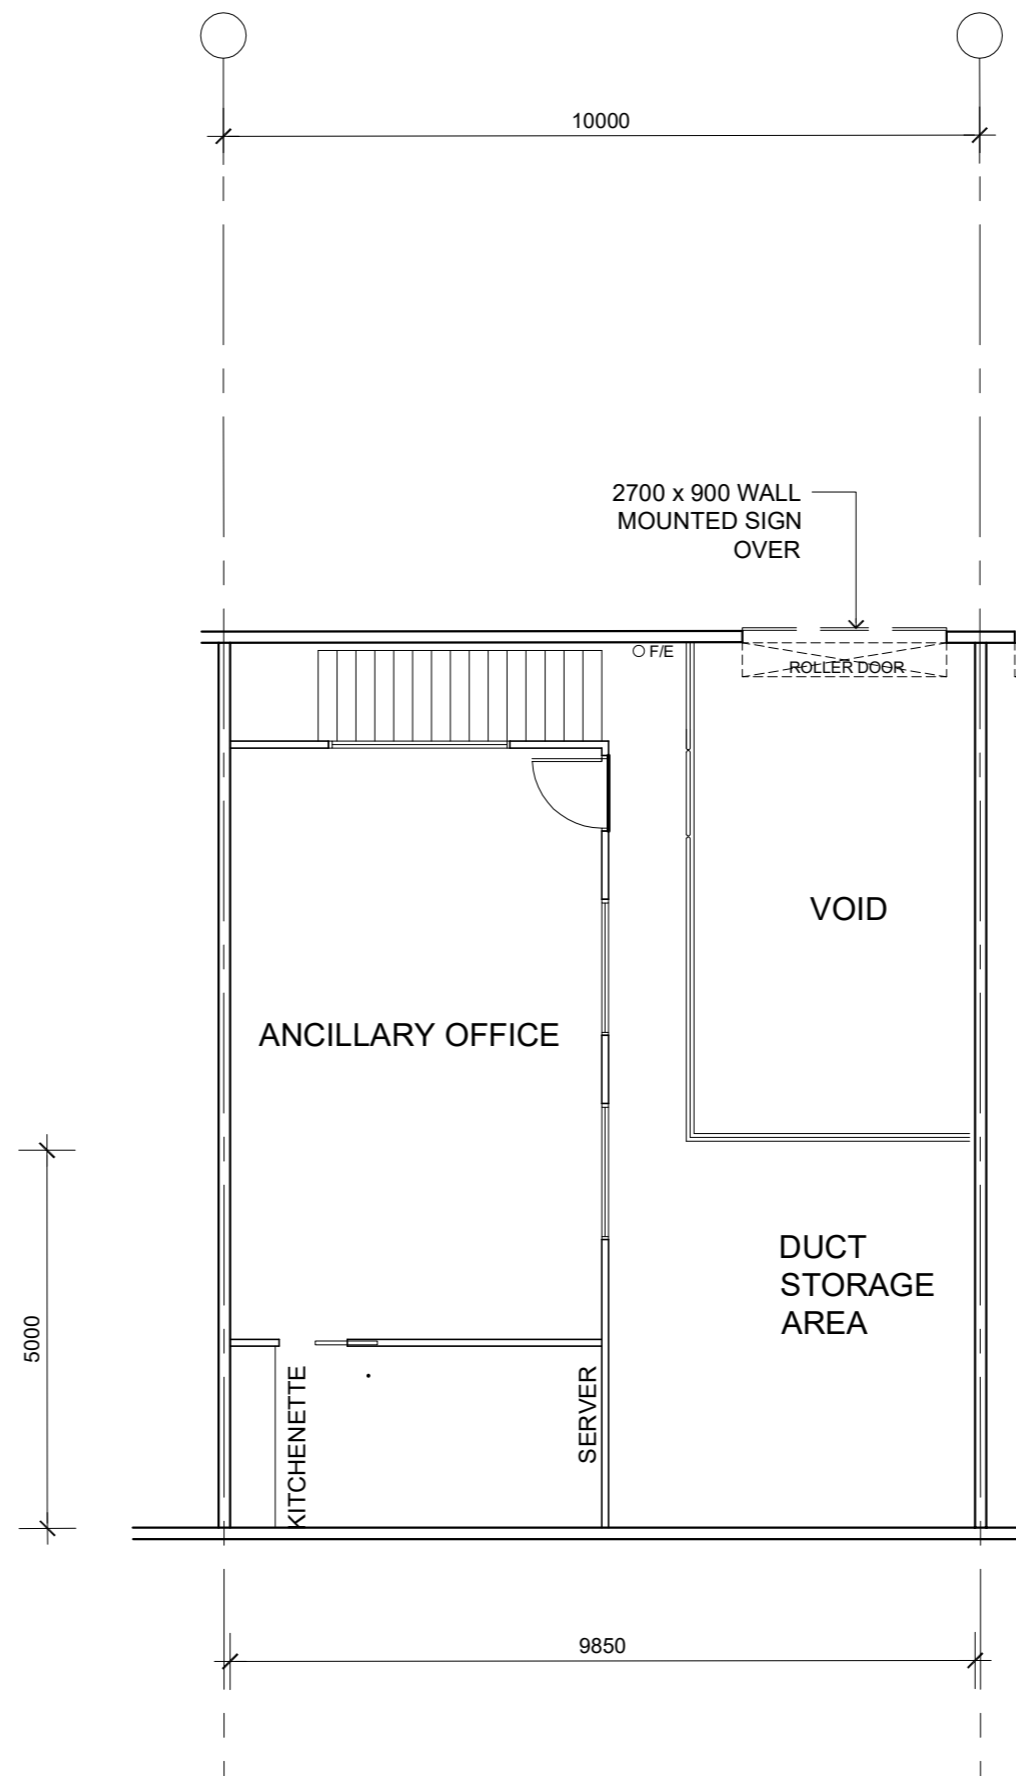 10000
2700 x 900 WALL
MOUNTED SIGN
OVER
F/E
ROLLER DOOR
VOID
ANCILLARY OFFICE
DUCT
STORAGE
AREA
5000
KITCHENETTE
SERVER
9850